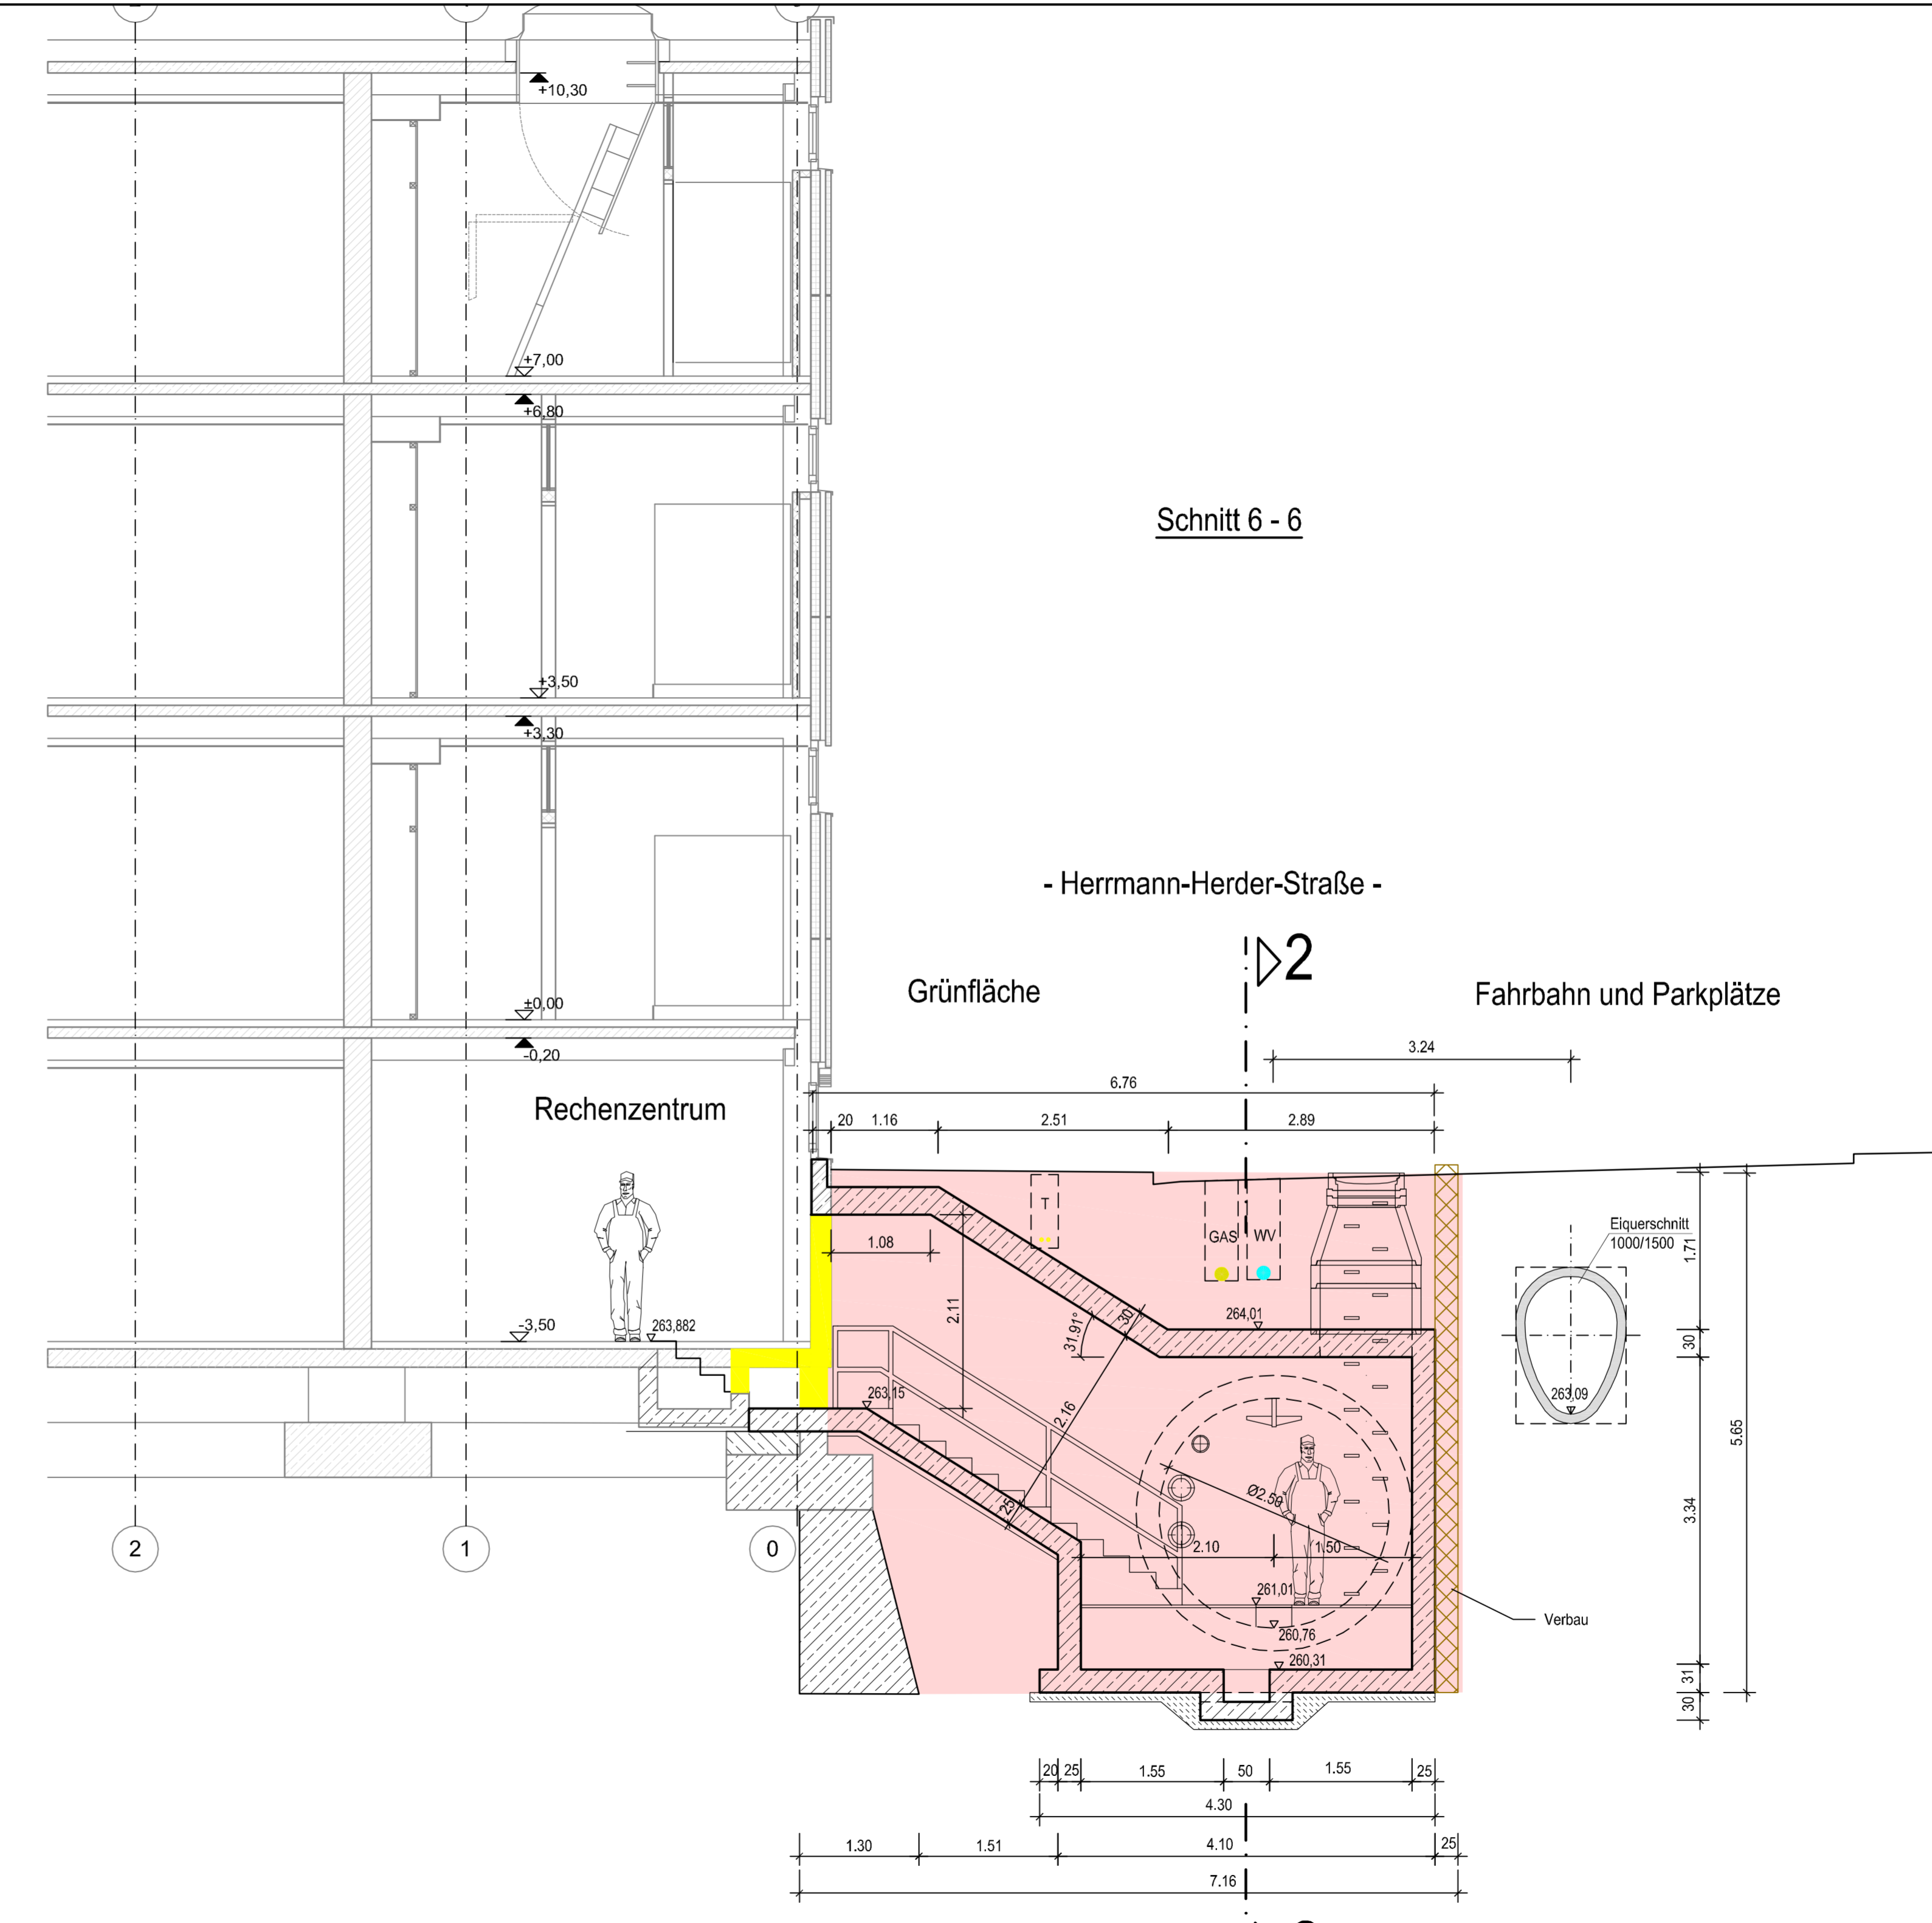 +10,30
+7,00
+6,80
Schnitt 6 - 6
+3,50
+3,30
- Herrmann-Herder-Straße -
2
Grünfläche
Fahrbahn und Parkplätze
±0,00
-0,20
3.24
6.76
Rechenzentrum
20 1.16 2.51 2.89
T
GAS WV
Eiquerschnitt
1000/1500
1.71
1.08
2.11
30
31.91°
264,01
-3,50
263,882
30
263,15
263,09
2.16
5.65
Ø2.50
25
3.34
2 1 0
2.10 1.50
261,01
Verbau
260,76
260,31
31
30
20 25 1.55 50 1.55 25
4.30
1.30 1.51 4.10 25
7.16